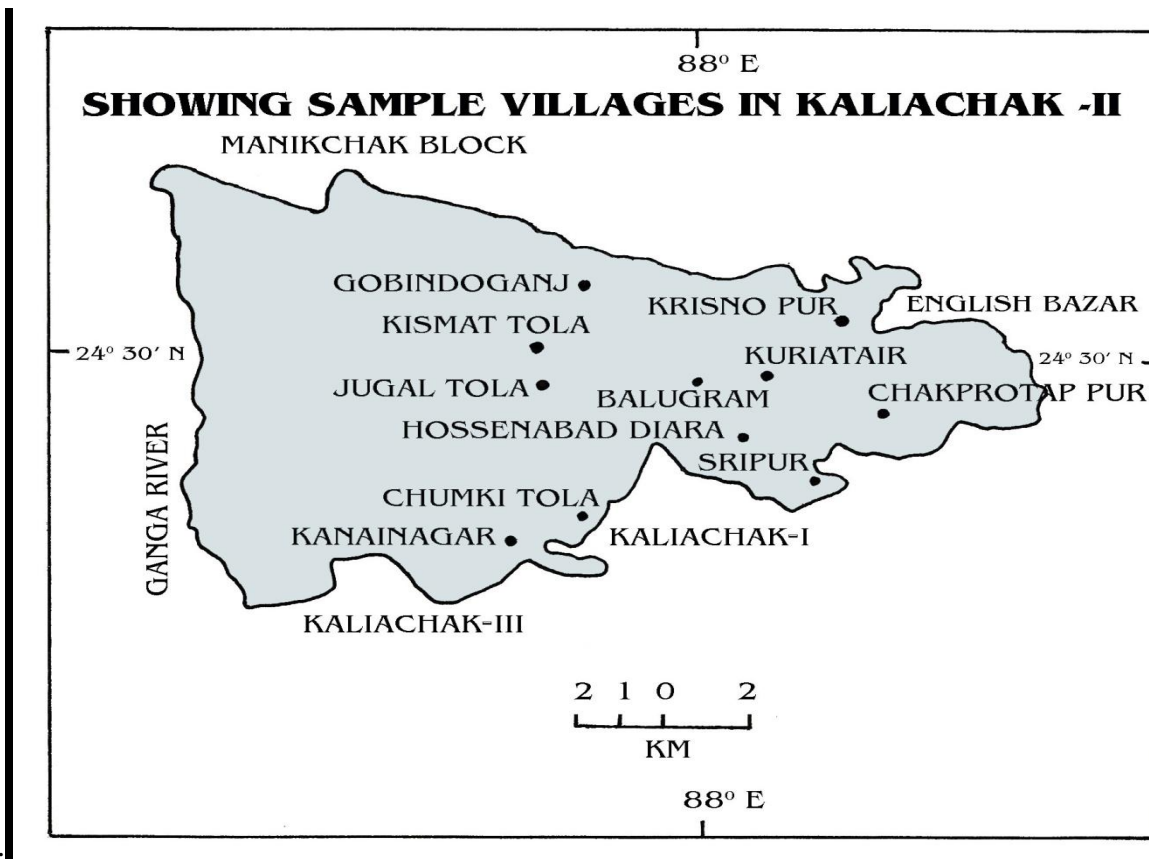 88° E
SHOWING SAMPLE VILLAGES IN KALIACHAK -II
MANIKCHAK BLOCK
GOBINDOGANJ
KRISNO PUR
ENGLISH BAZAR
KISMAT TOLA
24° 30' N
KURIATAIR
24° 30' N
JUGAL TOLA
BALUGRAM
CHAKPROTAP PUR
HOSSENABAD DIARA
SRIPUR
GANGA RIVER
CHUMKI TOLA
KANAINAGAR
KALIACHAK-I
KALIACHAK-III
2 1 0 2
KM
88° E